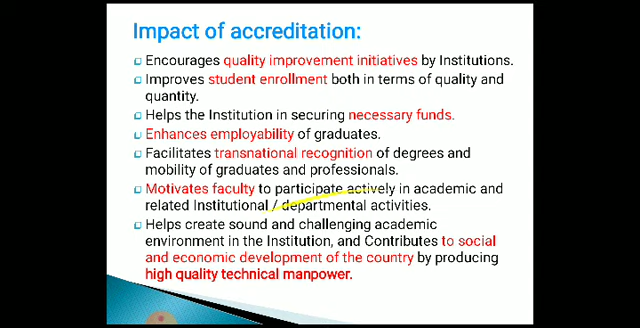 Impact of accreditation:
Encourages quality improvement initiatives by Institutions.
Improves student enrollment both in terms of quality and
quantity.
Helps the Institution in securing necessary funds.
Enhances employability of graduates.
Facilitates transnational recognition of degrees and
mobility of graduates and professionals.
Motivates faculty to participate actively in academic and
related Institutional / departmental activities.
Helps create sound and challenging academic
environment in the Institution, and Contributes to social
and economic development of the country by producing
high quality technical manpower.